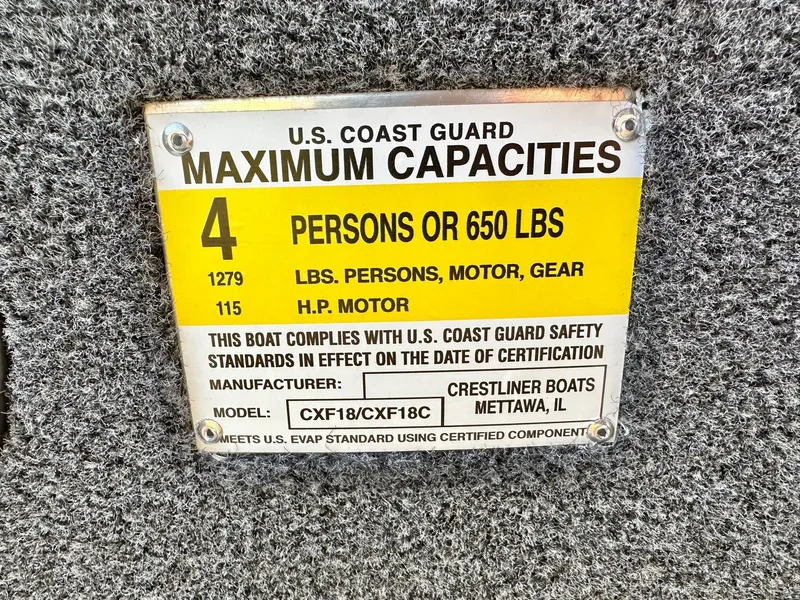 U.S. COAST GUARD
MAXIMUM CAPACITIES
4 PERSONS OR 650 LBS
1279 LBS. PERSONS, MOTOR, GEAR
115 H.P. MOTOR
THIS BOAT COMPLIES WITH U.S. COAST GUARD SAFETY
STANDARDS IN EFFECT ON THE DATE OF CERTIFICATION
MANUFACTURER: CRESTLINER BOATS
METTAWA, IL
MODEL: CXF18/CXF18C
MEETS U.S. EVAP STANDARD USING CERTIFIED COMPONENT